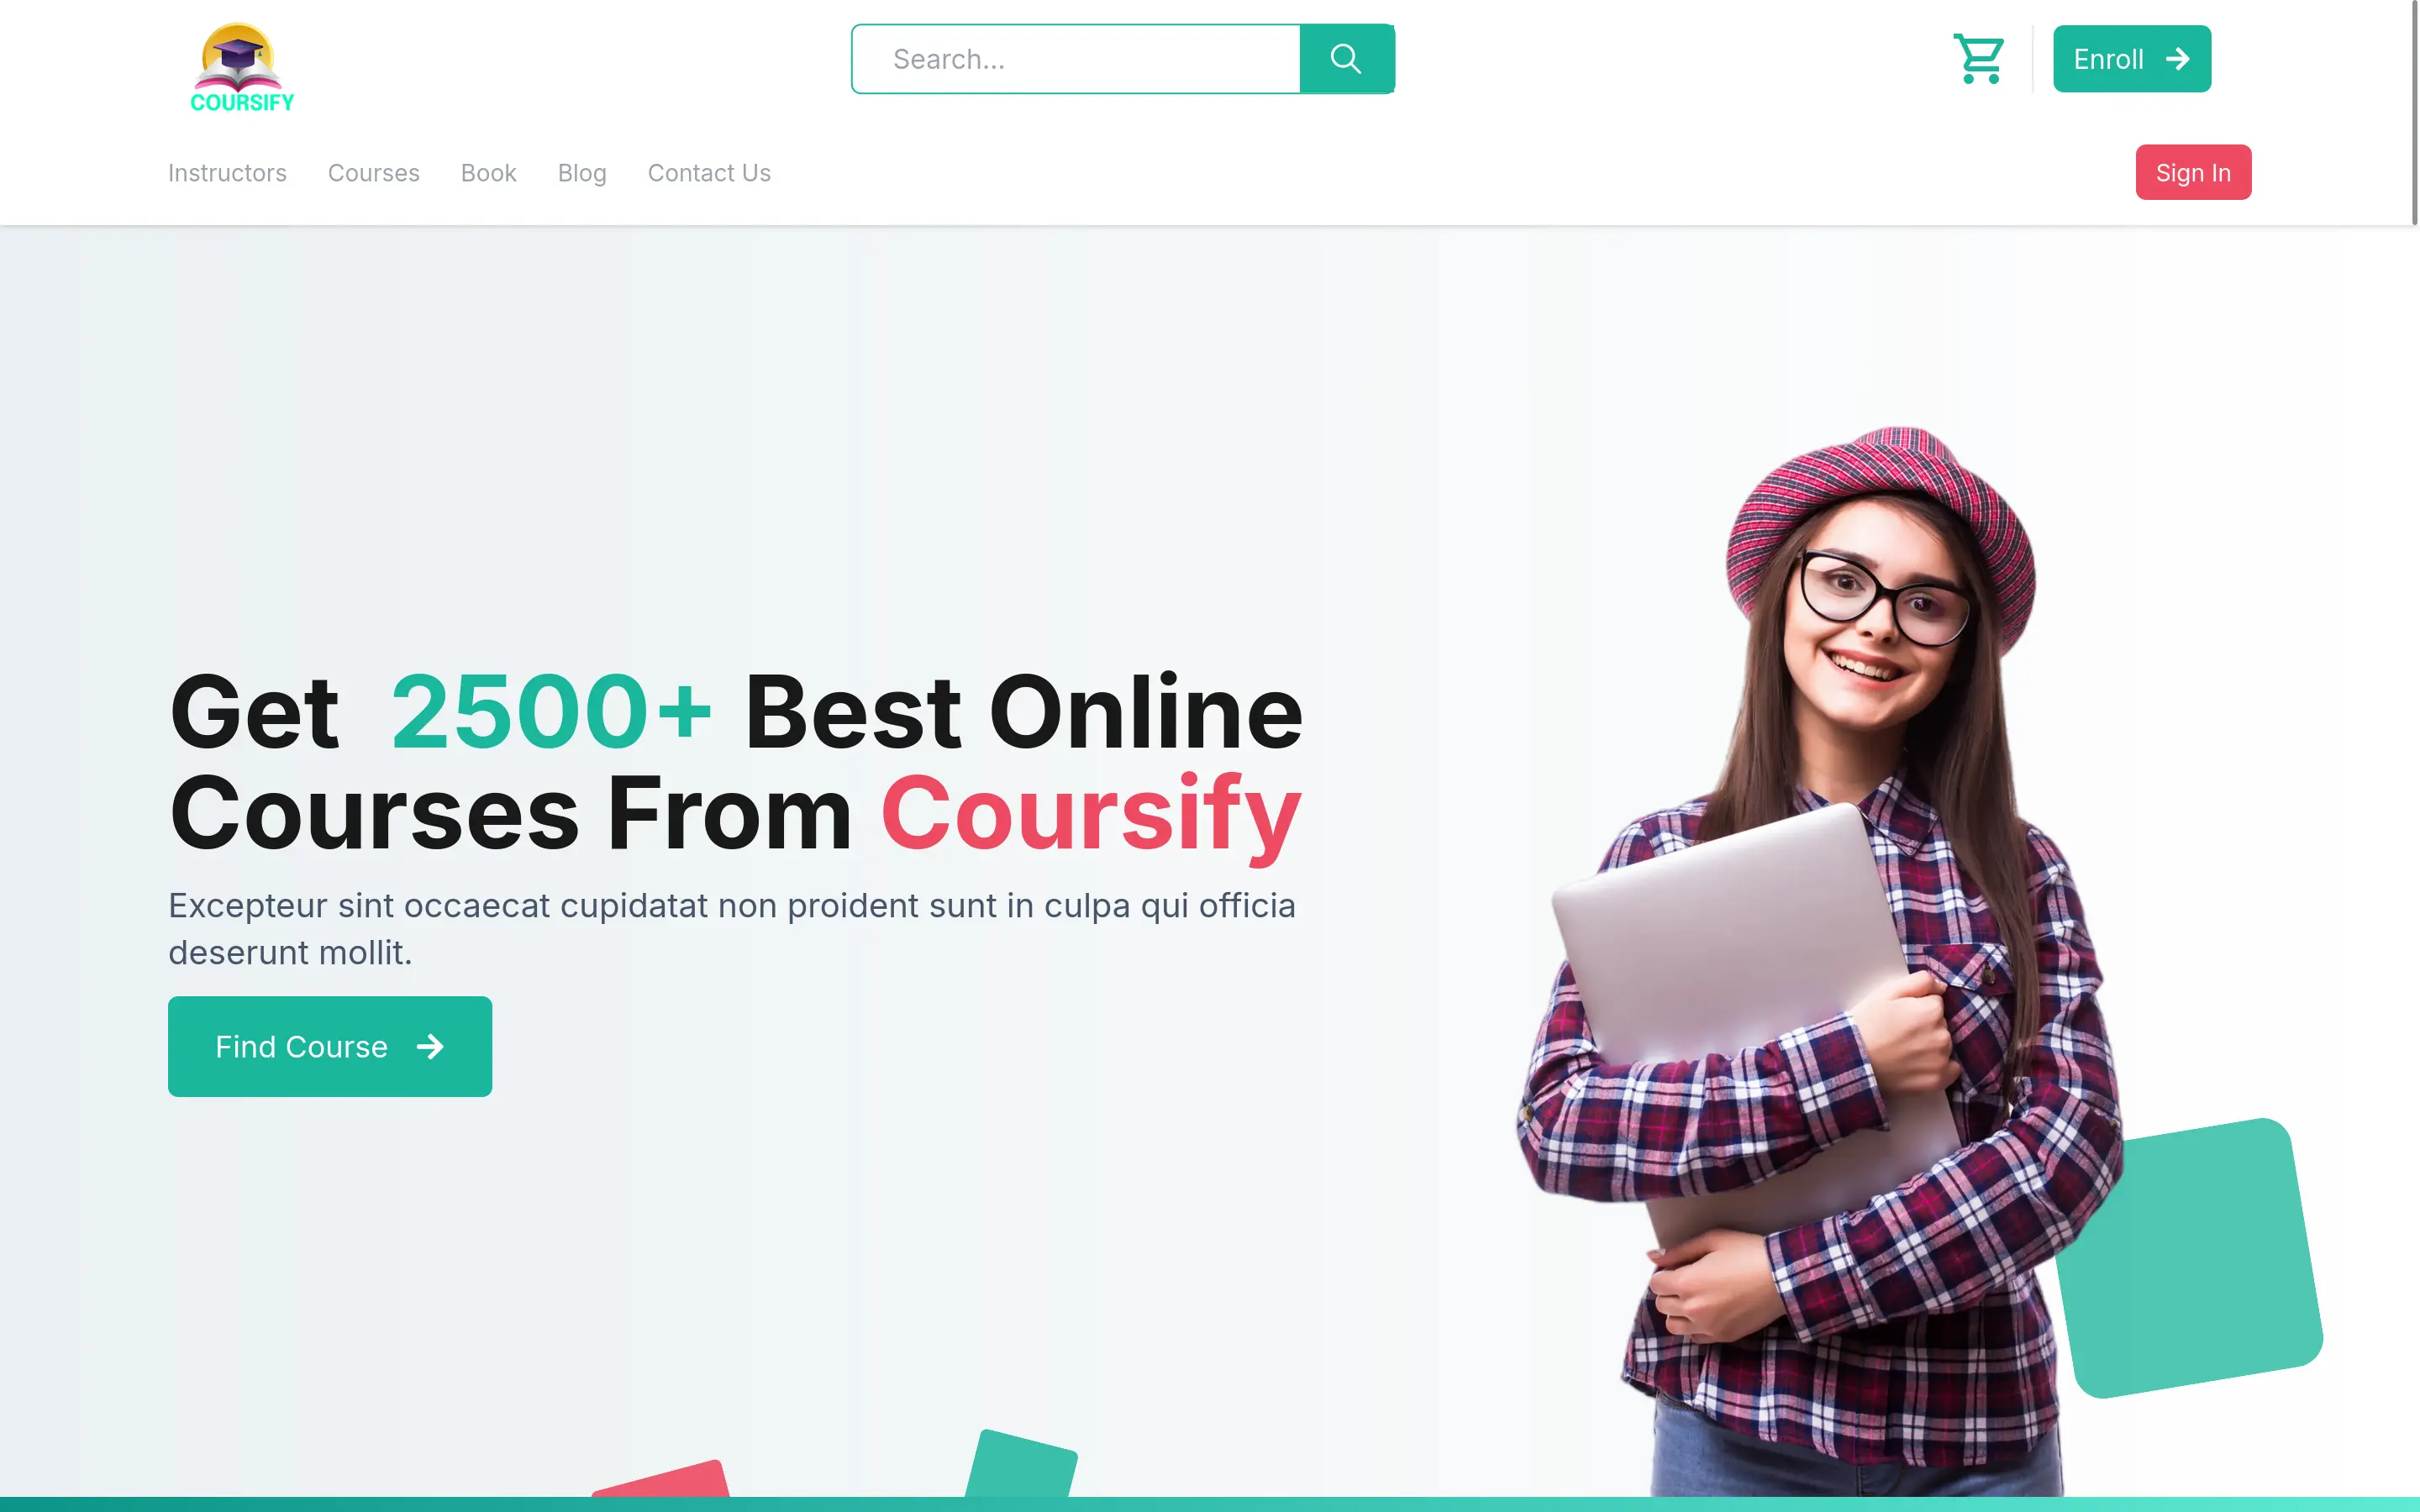 COURSIFY
Search...
Enroll
Instructors
Courses
Book
Blog
Contact Us
Sign In
Get 2500+ Best Online
Courses From Coursify
Excepteur sint occaecat cupidatat non proident sunt in culpa qui officia
deserunt mollit.
Find Course